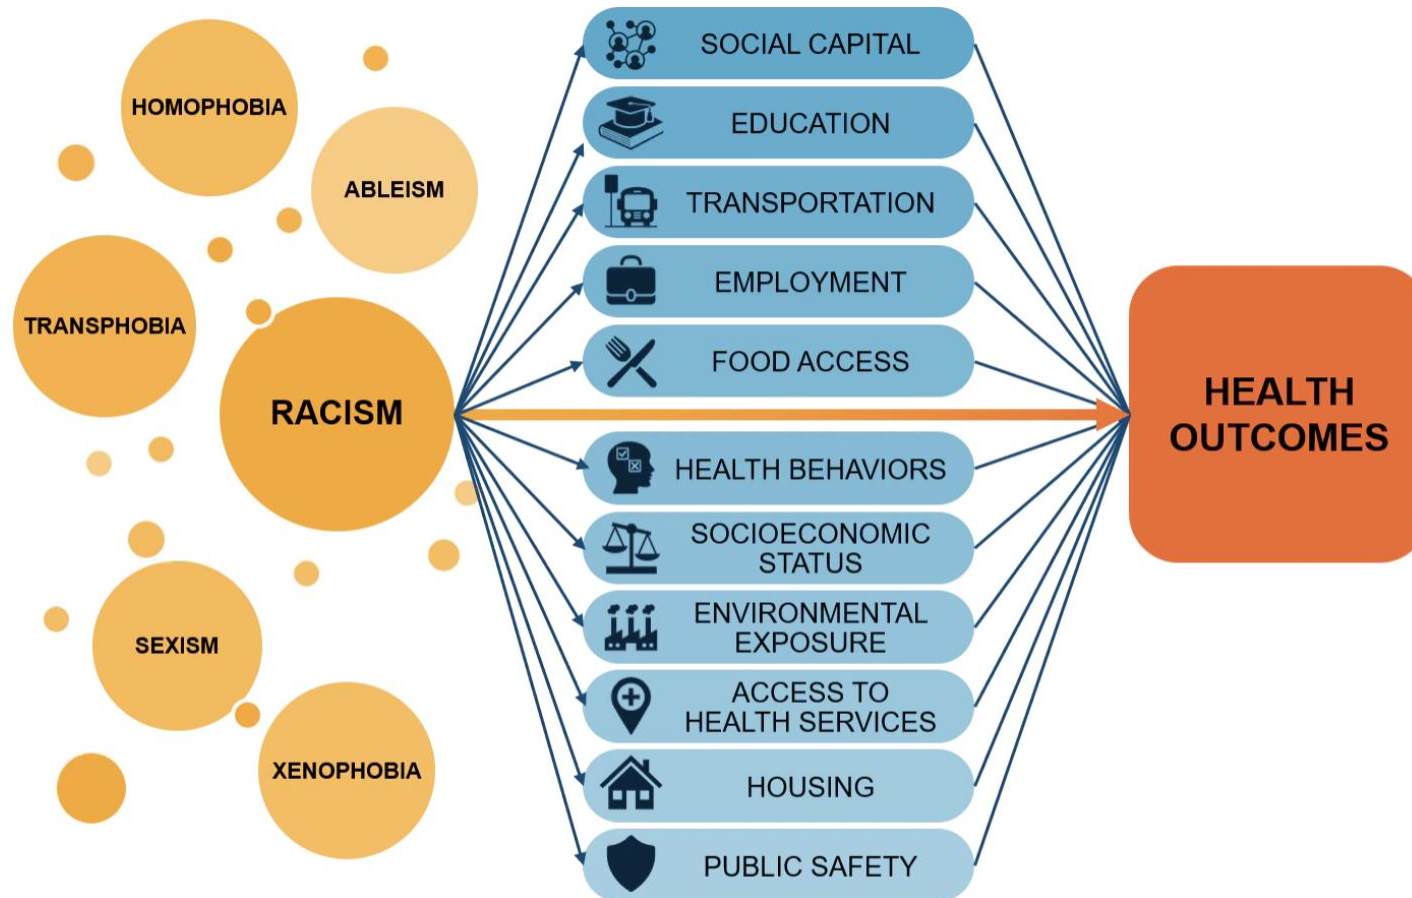 HOMOPHOBIA
ABLEISM
TRANSPHOBIA
RACISM
SEXISM
XENOPHOBIA
SOCIAL CAPITAL
EDUCATION
TRANSPORTATION
EMPLOYMENT
FOOD ACCESS
HEALTH BEHAVIORS
SOCIOECONOMIC
STATUS
ENVIRONMENTAL
EXPOSURE
ACCESS TO
HEALTH SERVICES
HOUSING
PUBLIC SAFETY
HEALTH
OUTCOMES